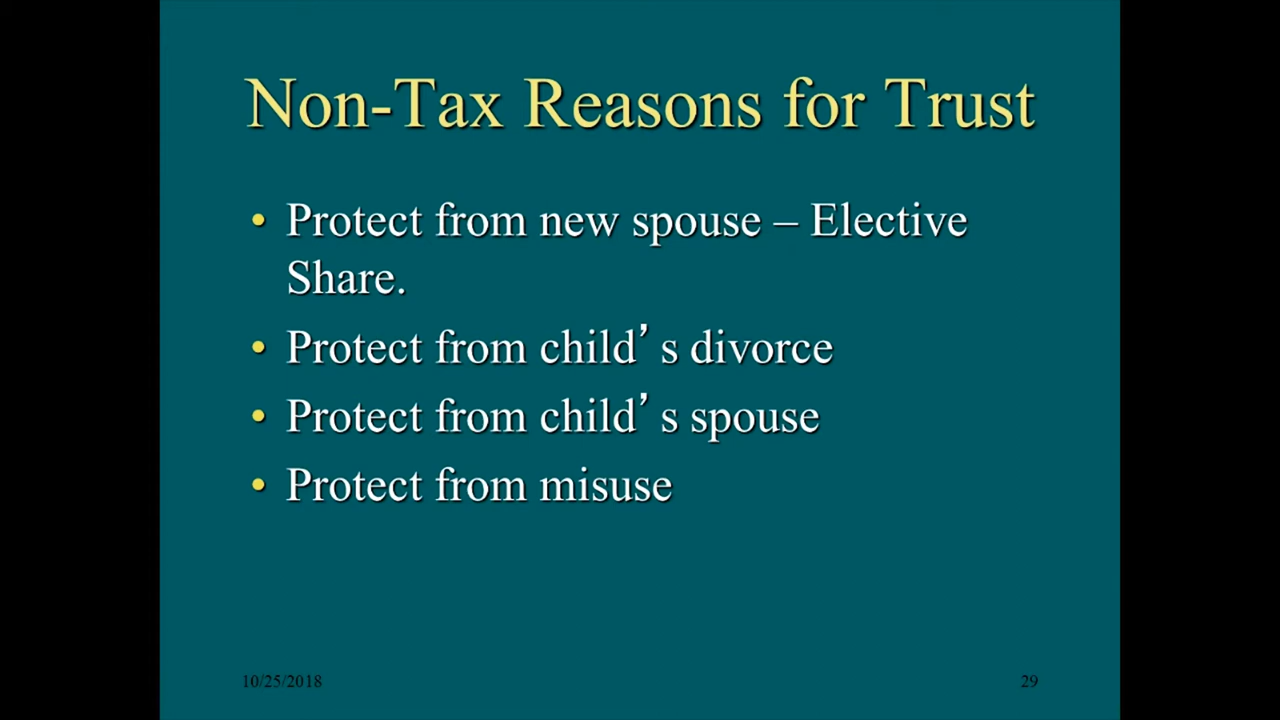 Non-Tax Reasons for Trust
• Protect from new spouse – Elective
Share.
• Protect from child’s divorce
• Protect from child’s spouse
• Protect from misuse
10/25/2018
29